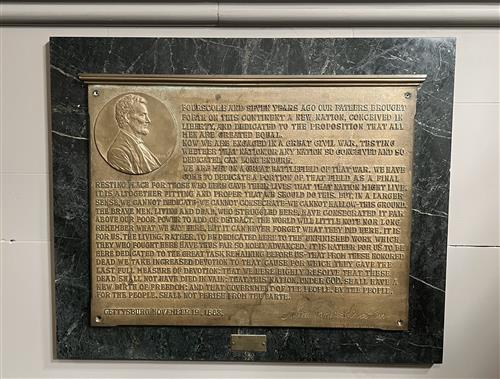 FOURSCORE AND SEVEN YEARS AGO OUR FATHERS BROUGHT
FORTH ON THIS CONTINENT A NEW NATION, CONCEIVED IN
LIBERTY, AND DEDICATED TO THE PROPOSITION THAT ALL
MEN ARE CREATED EQUAL.
NOW WE ARE ENGAGED IN A GREAT CIVIL WAR, TESTING
WHETHER THAT NATION, OR ANY NATION SO CONCEIVED AND SO
DEDICATED, CAN LONG ENDURE.
WE ARE MET ON A GREAT BATTLEFIELD OF THAT WAR. WE HAVE
COME TO DEDICATE A PORTION OF THAT FIELD AS A FINAL
RESTING PLACE FOR THOSE WHO HERE GAVE THEIR LIVES THAT THAT NATION MIGHT LIVE.
IT IS ALTOGETHER FITTING AND PROPER THAT WE SHOULD DO THIS. BUT, IN A LARGER
SENSE, WE CANNOT DEDICATE-WE CANNOT CONSECRATE-WE CANNOT HALLOW-THIS GROUND.
THE BRAVE MEN, LIVING AND DEAD, WHO STRUGGLED HERE, HAVE CONSECRATED IT FAR
ABOVE OUR POOR POWER TO ADD OR DETRACT. THE WORLD WILL LITTLE NOTE NOR LONG
REMEMBER WHAT WE SAY HERE, BUT IT CAN NEVER FORGET WHAT THEY DID HERE. IT IS
FOR US, THE LIVING, RATHER, TO BE DEDICATED HERE TO THE UNFINISHED WORK WHICH
THEY WHO FOUGHT HERE HAVE THUS FAR SO NOBLY ADVANCED. IT IS RATHER FOR US TO BE
HERE DEDICATED TO THE GREAT TASK REMAINING BEFORE US-THAT FROM THESE HONORED
DEAD WE TAKE INCREASED DEVOTION TO THAT CAUSE FOR WHICH THEY GAVE THE
LAST FULL MEASURE OF DEVOTION; THAT WE HERE HIGHLY RESOLVE THAT THESE
DEAD SHALL NOT HAVE DIED IN VAIN; THAT THIS NATION, UNDER GOD, SHALL HAVE A
NEW BIRTH OF FREEDOM; AND THAT GOVERNMENT OF THE PEOPLE, BY THE PEOPLE,
FOR THE PEOPLE, SHALL NOT PERISH FROM THE EARTH.
GETTYSBURG NOVEMBER 19, 1863.